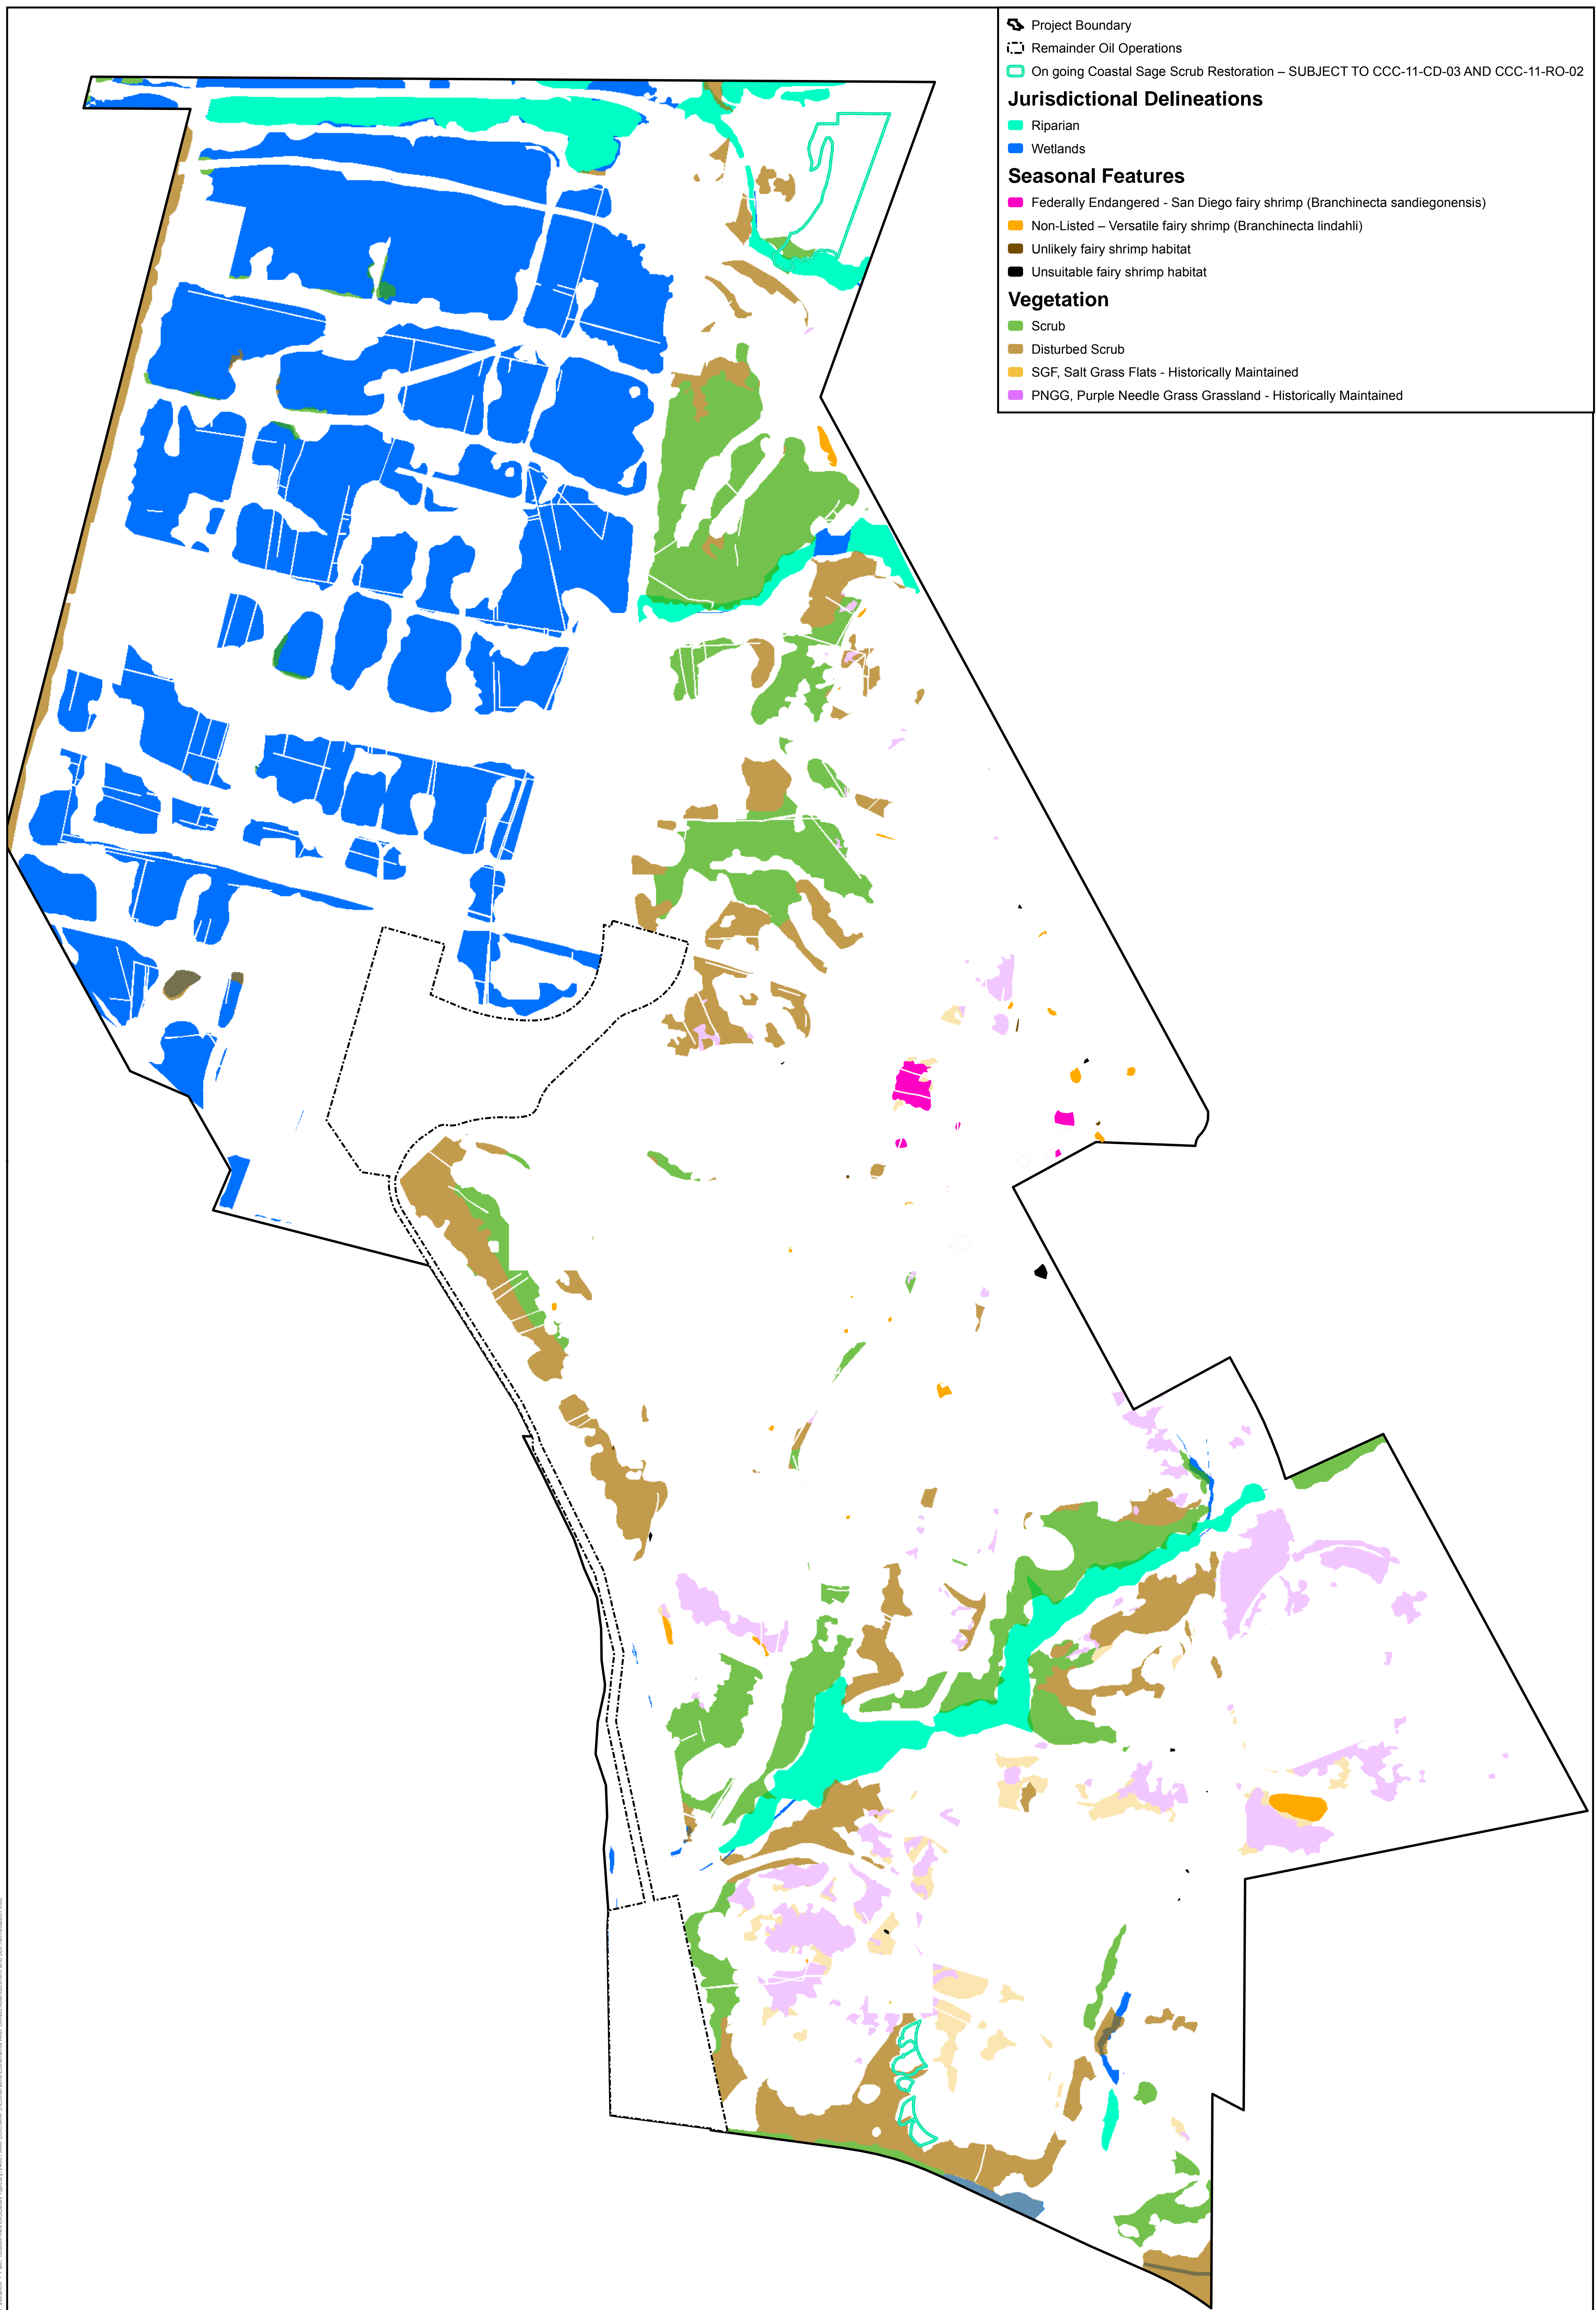 Project Boundary
Remainder Oil Operations
On going Coastal Sage Scrub Restoration – SUBJECT TO CCC-11-CD-03 AND CCC-11-RO-02
Jurisdictional Delineations
Riparian
Wetlands
Seasonal Features
Federally Endangered - San Diego fairy shrimp (Branchinecta sandiegonensis)
Non-Listed – Versatile fairy shrimp (Branchinecta lindahli)
Unlikely fairy shrimp habitat
Unsuitable fairy shrimp habitat
Vegetation
Scrub
Disturbed Scrub
SGF, Salt Grass Flats - Historically Maintained
PNGG, Purple Needle Grass Grassland - Historically Maintained